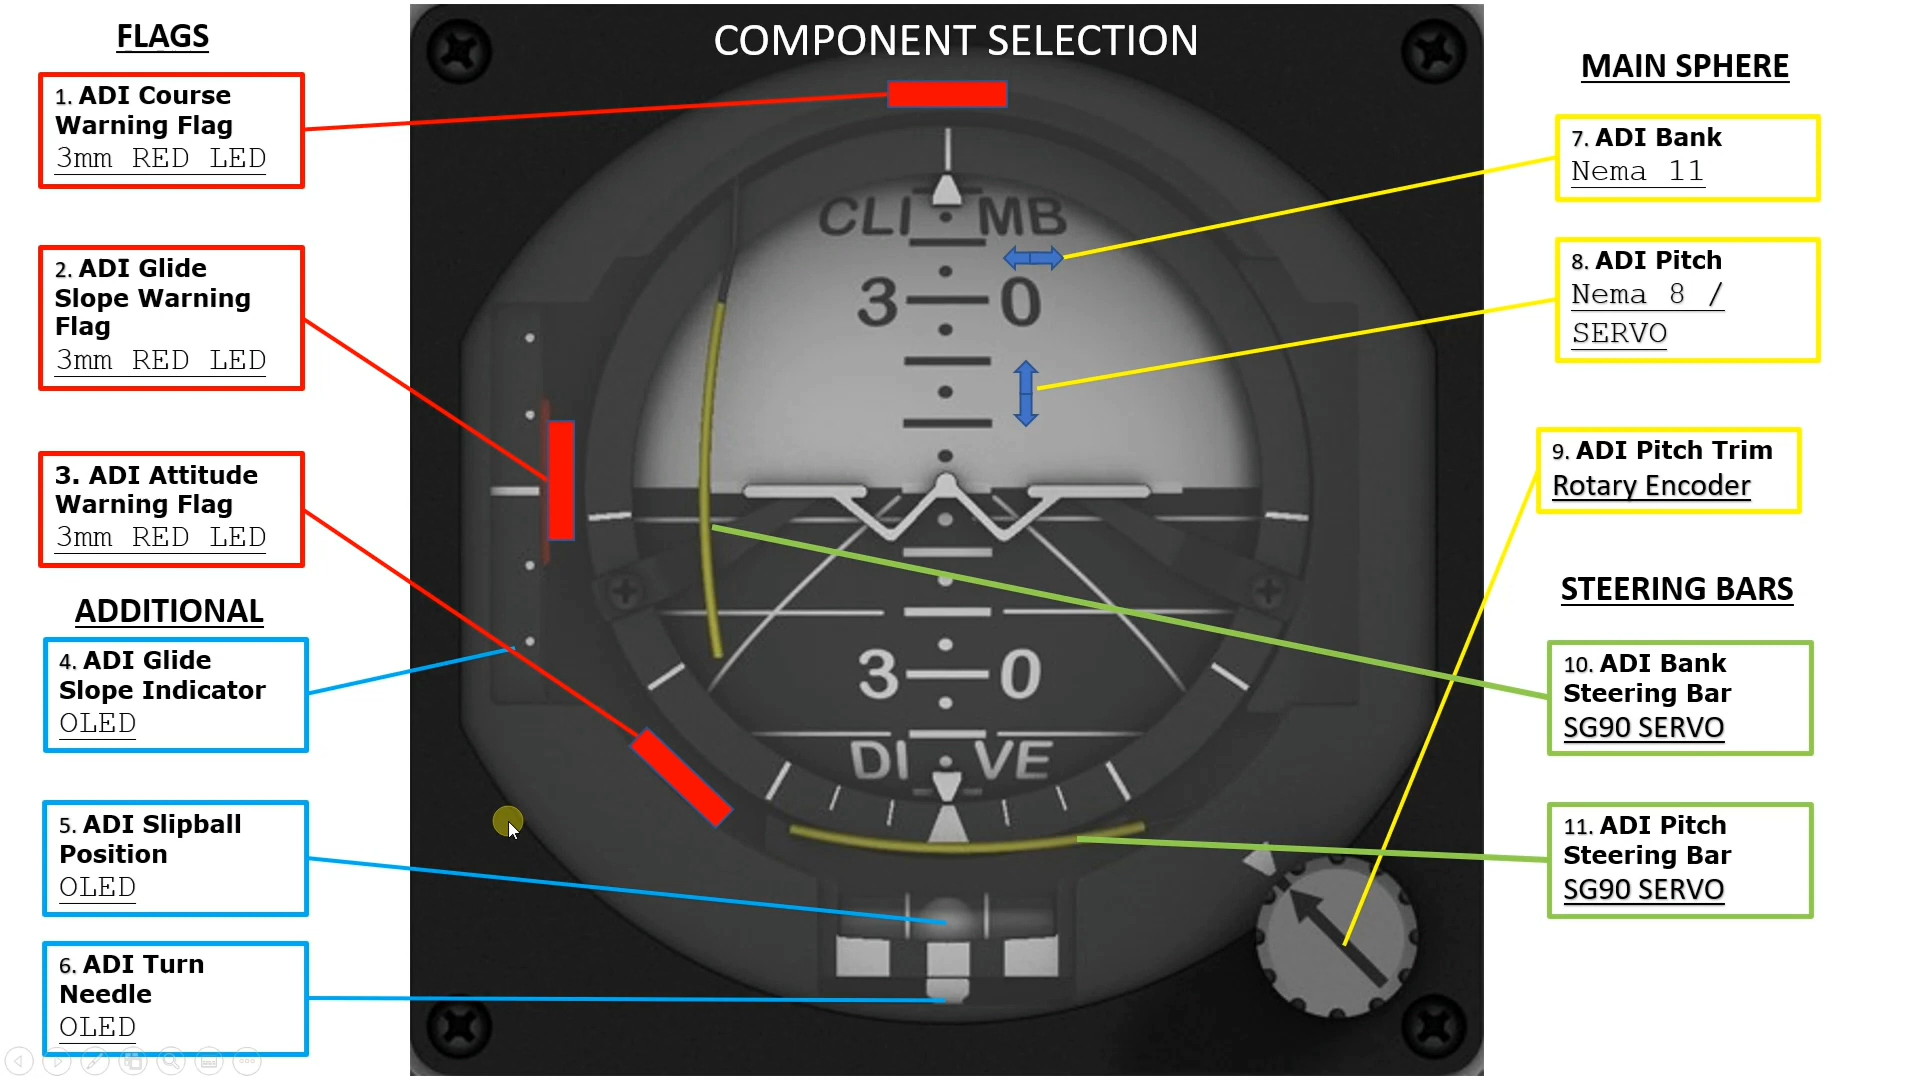 COMPONENT SELECTION
FLAGS
1. ADI Course
Warning Flag
3mm RED LED
2. ADI Glide
Slope Warning
Flag
3mm RED LED
3. ADI Attitude
Warning Flag
3mm RED LED
ADDITIONAL
4. ADI Glide
Slope Indicator
OLED
5. ADI Slipball
Position
OLED
6. ADI Turn
Needle
OLED
CLIMB
3 0
3 0
DIVE
MAIN SPHERE
7. ADI Bank
Nema 11
8. ADI Pitch
Nema 8 /
SERVO
9. ADI Pitch Trim
Rotary Encoder
STEERING BARS
10. ADI Bank
Steering Bar
SG90 SERVO
11. ADI Pitch
Steering Bar
SG90 SERVO